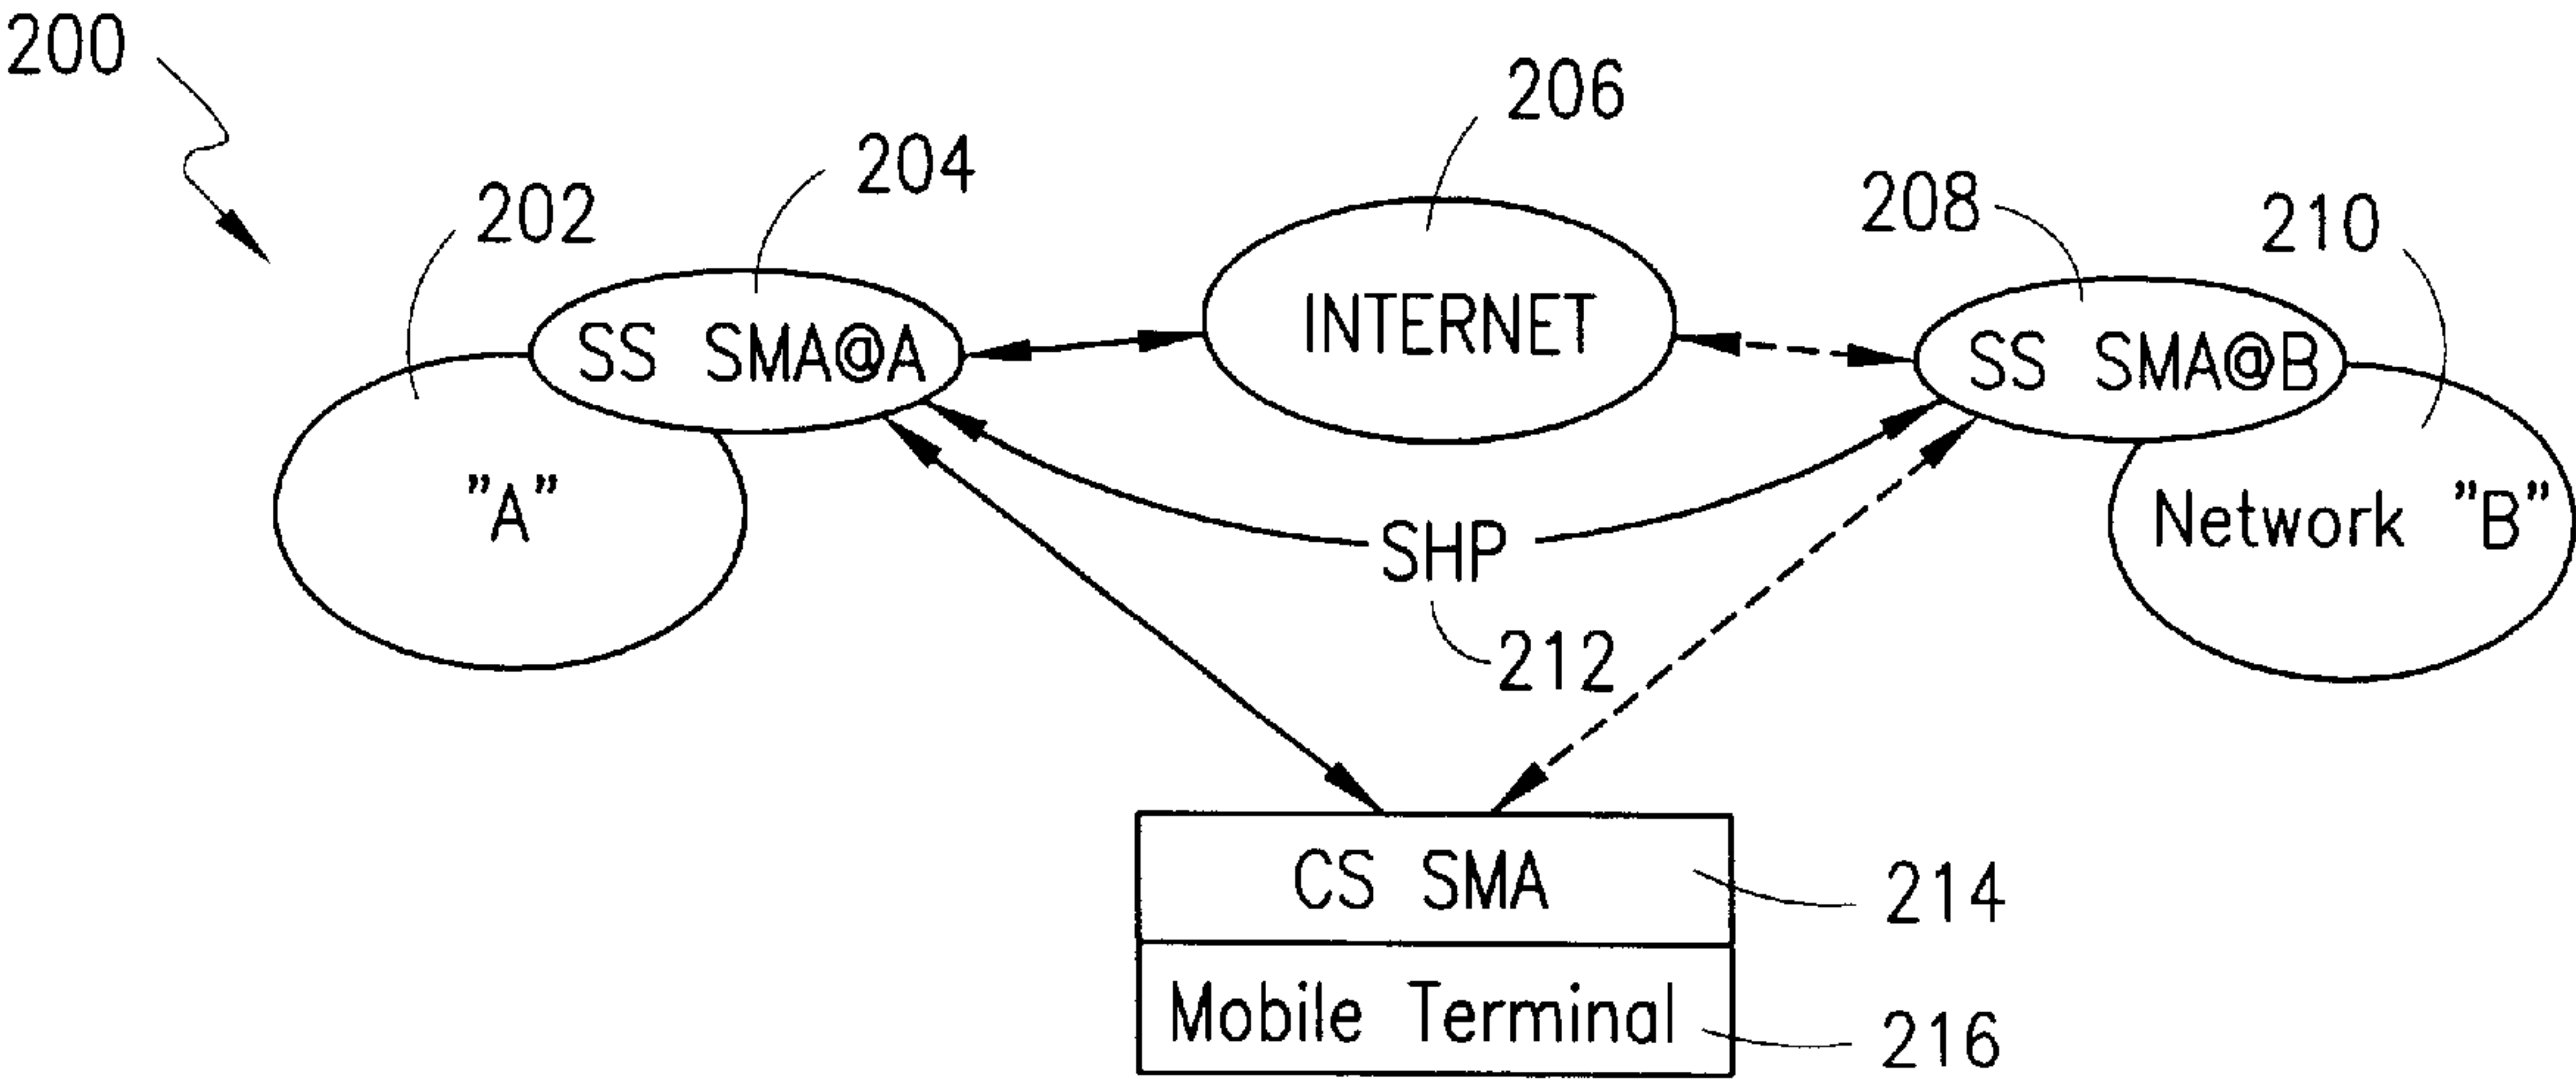 200
206
204
208
202
210
INTERNET
SS SMA@A
SS SMA@B
"A"
Network "B"
SHP
212
CS SMA
214
Mobile Terminal
216